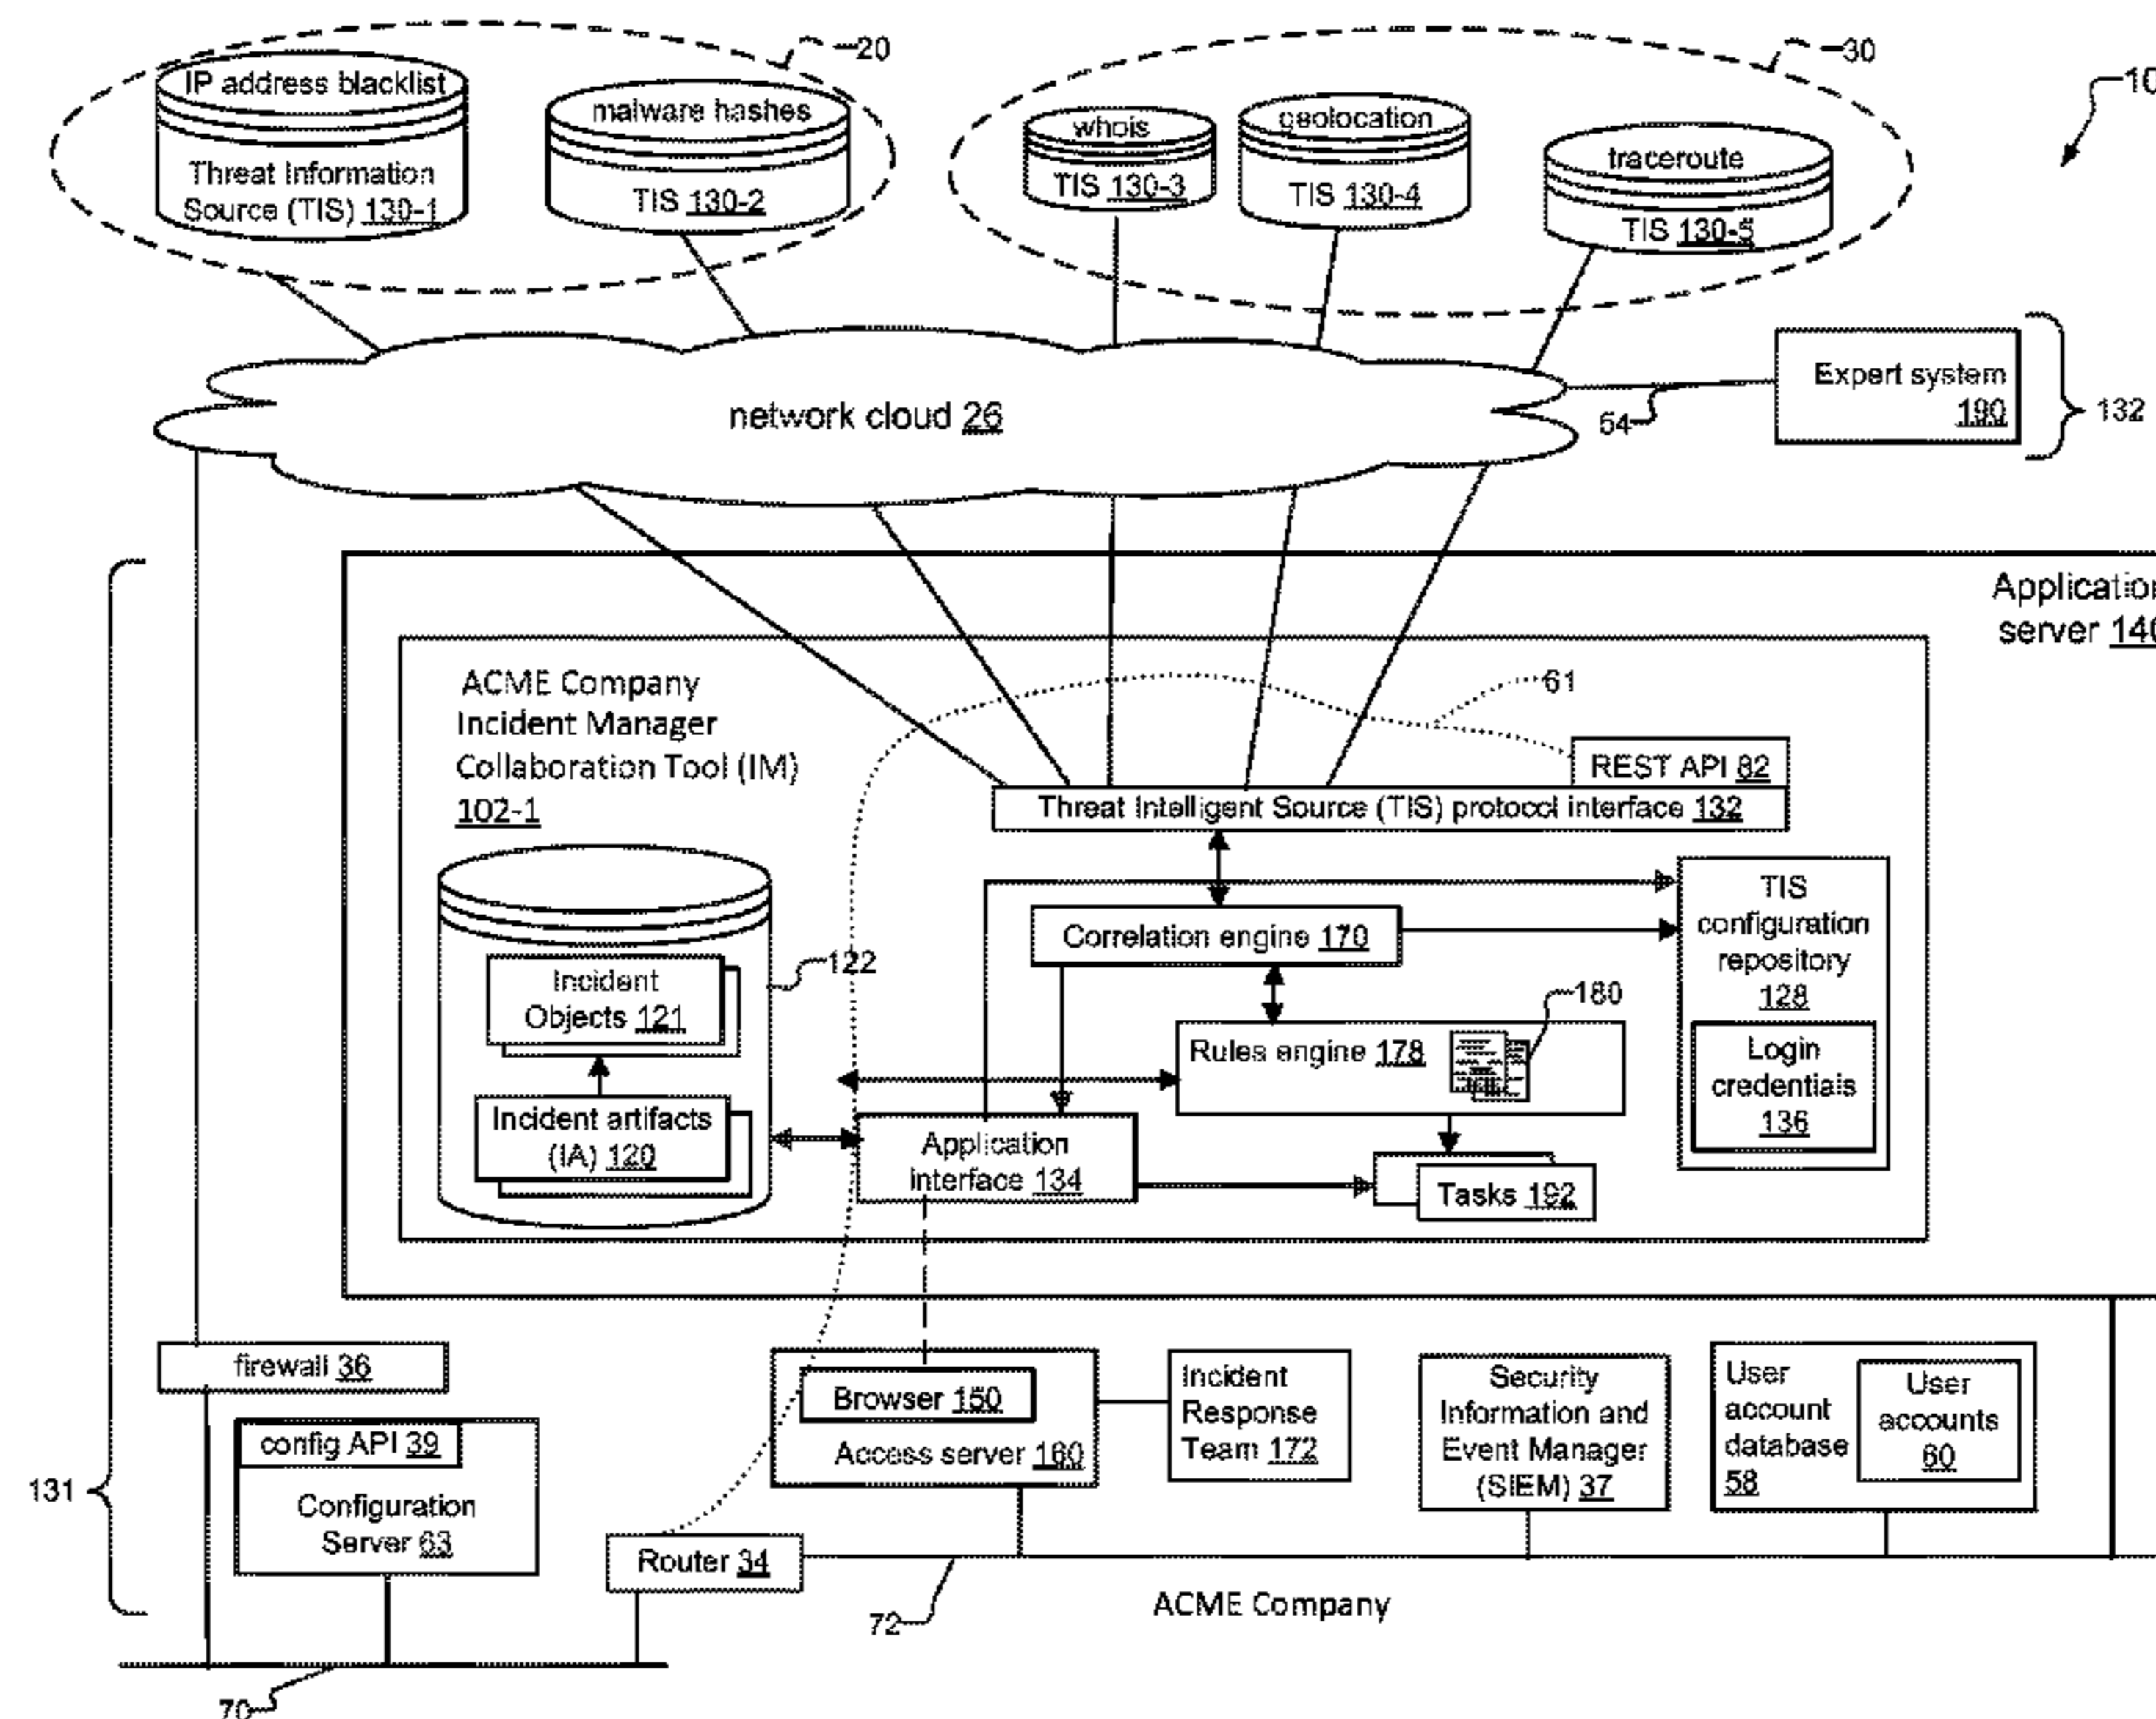 20
30
10
IP address blacklist
Threat Information
Source (TIS) 130-1
malware hashes
TIS 130-2
whois
TIS 130-3
geolocation
TIS 130-4
traceroute
TIS 130-5
network cloud 26
54
Expert system
190
132
Application
server 140
ACME Company
Incident Manager
Collaboration Tool (IM)
102-1
61
REST API 82
Threat Intelligent Source (TIS) protocol interface 132
Correlation engine 170
TIS
configuration
repository
128
Login
credentials
136
122
Incident
Objects 121
Incident artifacts
(IA) 120
Rules engine 178
180
Application
Interface 134
Tasks 192
131
firewall 36
config API 39
Configuration
Server 63
Browser 150
Access server 160
Incident
Response
Team 172
Security
Information and
Event Manager
(SIEM) 37
User
account
database
58
User
accounts
60
Router 34
72
ACME Company
70